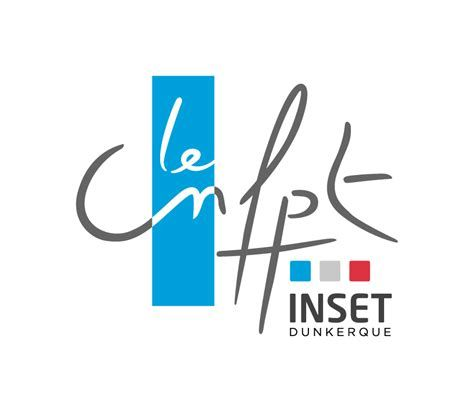 le
cnfpt
INSET
DUNKERQUE